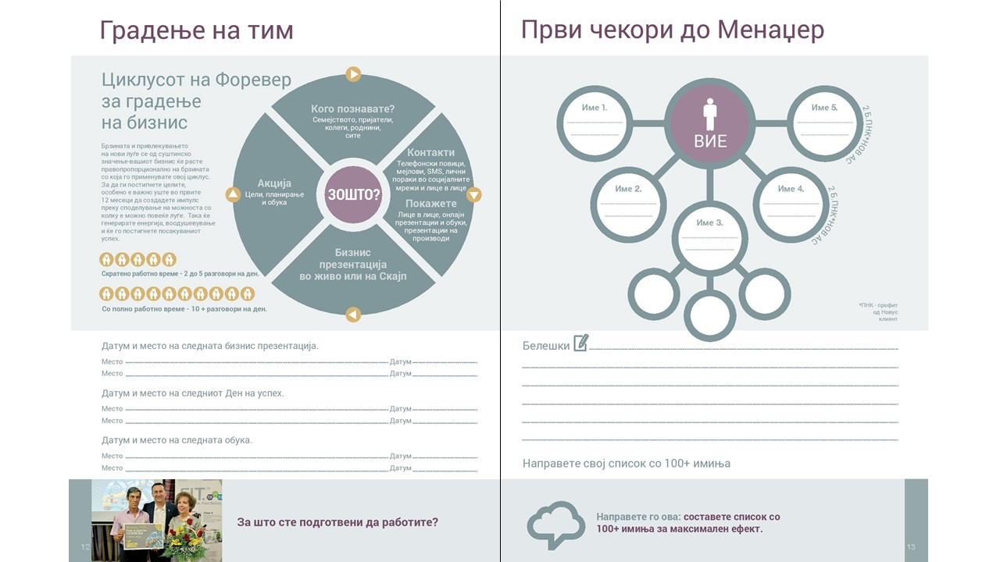 Градење на тим
Циклусот на Форевер
за градење
на бизнис
Брзината и привлекувањето
на нови луѓе се од суштинско
значење-вашиот бизнис ќе расте
правопропорционално на брзината
со која го применувате овој циклус.
За да ги постигнете целите,
особено е важно уште во првите
12 месеци да создадете импулс
преку споделување на можноста со
колку е можно повеќе луѓе. Така ќе
генерирате енергија, воодушевување
и ќе го постигнете посакуваниот
успех.
Скратено работно време - 2 до 5 разговори на ден.
Со полно работно време - 10 + разговори на ден.
Кого познавате?
Семејството, пријатели,
колеги, роднини,
сите
Контакти
Телефонски повици,
мејлови, SMS, лични
пораки во социјалните
мрежи и лице в лице
Покажете
Лице в лице, онлајн
презентации и обуки,
презентации на
производи
Бизнис
презентација
во живо или на Скајп
Акција
Цели, планирање
и обука
ЗОШТО?
Датум и место на следната бизнис презентација.
Место Датум
Место Датум
Датум и место на следниот Ден на успех.
Место Датум
Место Датум
Датум и место на следната обука.
Место Датум
Место Датум
За што сте подготвени да работите?
12
Први чекори до Менаџер
Име 1.
ВИЕ
Име 5.
2 Б.ПНК*НОВ АС
Име 2.
Име 4.
2 Б.ПНК*НОВ АС
Име 3.
*ПНК - профит
од Новус
клиент
Белешки
Направете свој список со 100+ имиња
Направете го ова: составете список со
100+ имиња за максимален ефект.
13